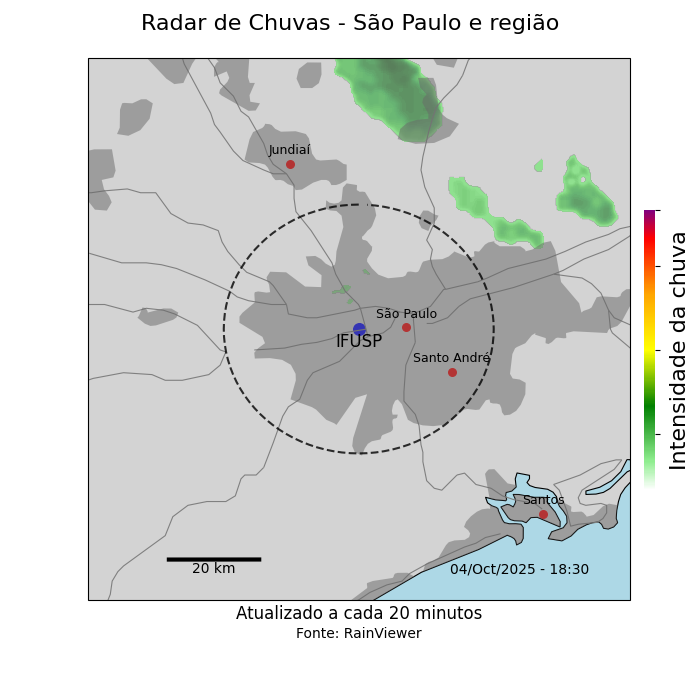 Radar de Chuvas - São Paulo e região
Jundiaí
São Paulo
IFUSP
Santo André
Santos
20 km
04/Oct/2025 - 18:30
Intensidade da chuva
Atualizado a cada 20 minutos
Fonte: RainViewer